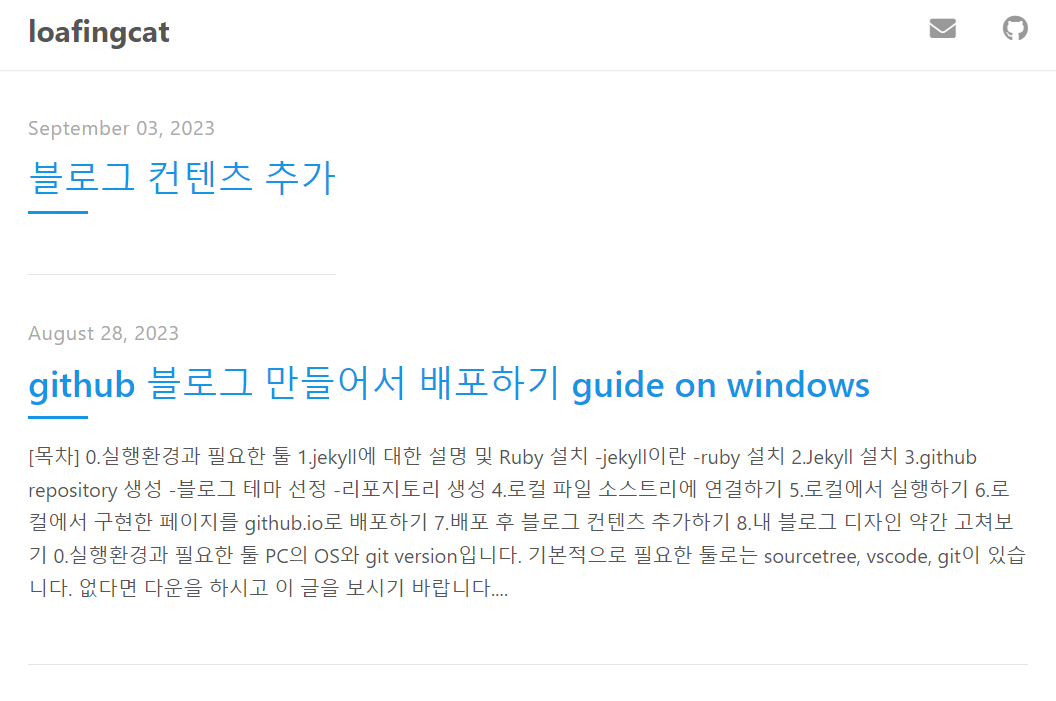 loafingcat
September 03, 2023
블로그 컨텐츠 추가
August 28, 2023
github 블로그 만들어서 배포하기 guide on windows
[목차] 0.실행환경과 필요한 툴 1.jekyll에 대한 설명 및 Ruby 설치 -jekyll이란 -ruby 설치 2.Jekyll 설치 3.github
repository 생성 -블로그 테마 선정 -리포지토리 생성 4.로컬 파일 소스트리에 연결하기 5.로컬에서 실행하기 6.로
컬에서 구현한 페이지를 github.io로 배포하기 7.배포 후 블로그 컨텐츠 추가하기 8.내 블로그 디자인 약간 고쳐보
기 0.실행환경과 필요한 툴 PC의 OS와 git version입니다. 기본적으로 필요한 툴로는 sourcetree, vscode, git이 있습
니다. 없다면 다운을 하시고 이 글을 보시기 바랍니다....